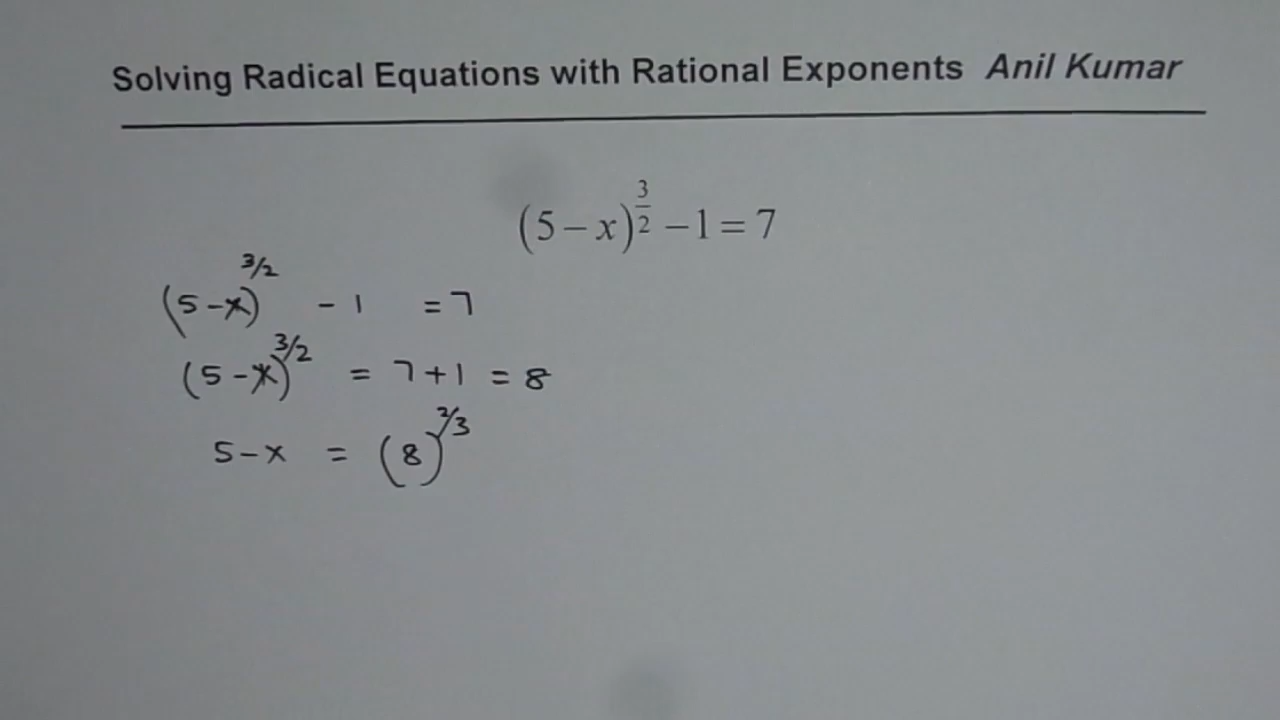 Solving Radical Equations with Rational Exponents Anil Kumar
(5 – x)^(3/2) – 1 = 7
(5 – x)^(3/2) – 1 = 7
(5 – x)^(3/2) = 7 + 1 = 8
5 – x = (8)^(2/3)